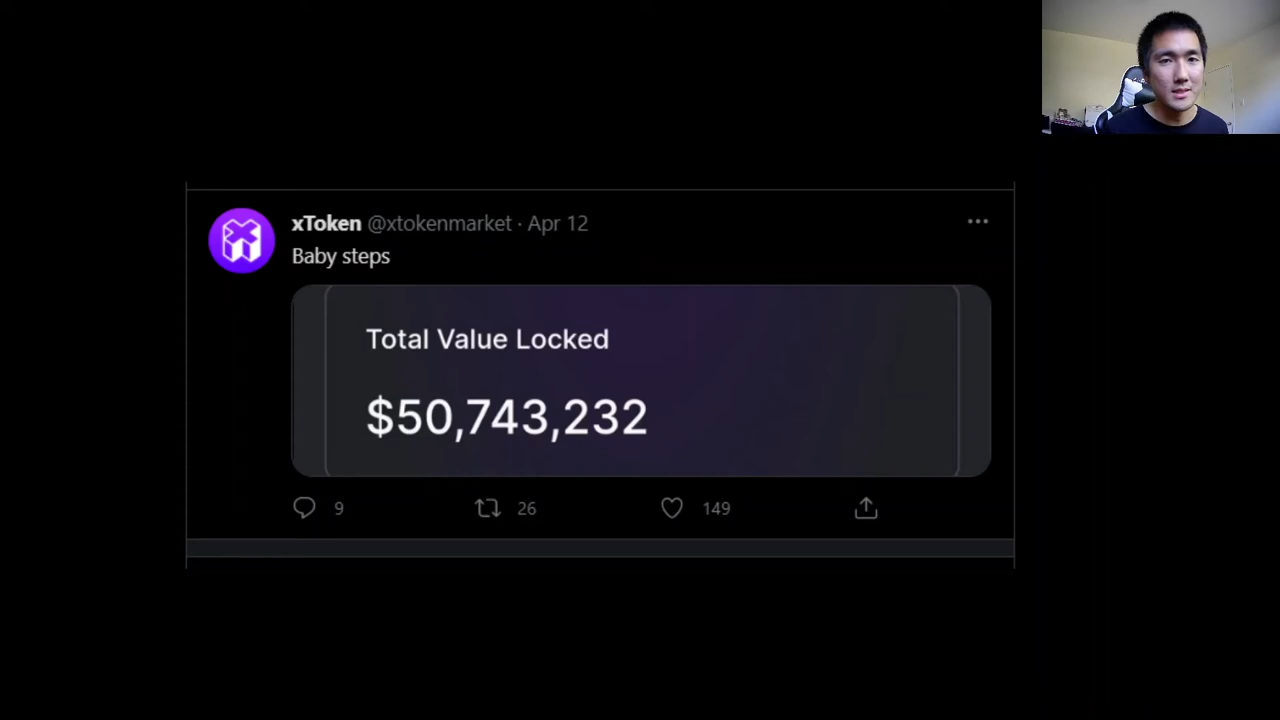 xToken @xtokenmarket · Apr 12
Baby steps
Total Value Locked
$50,743,232
9 26 149